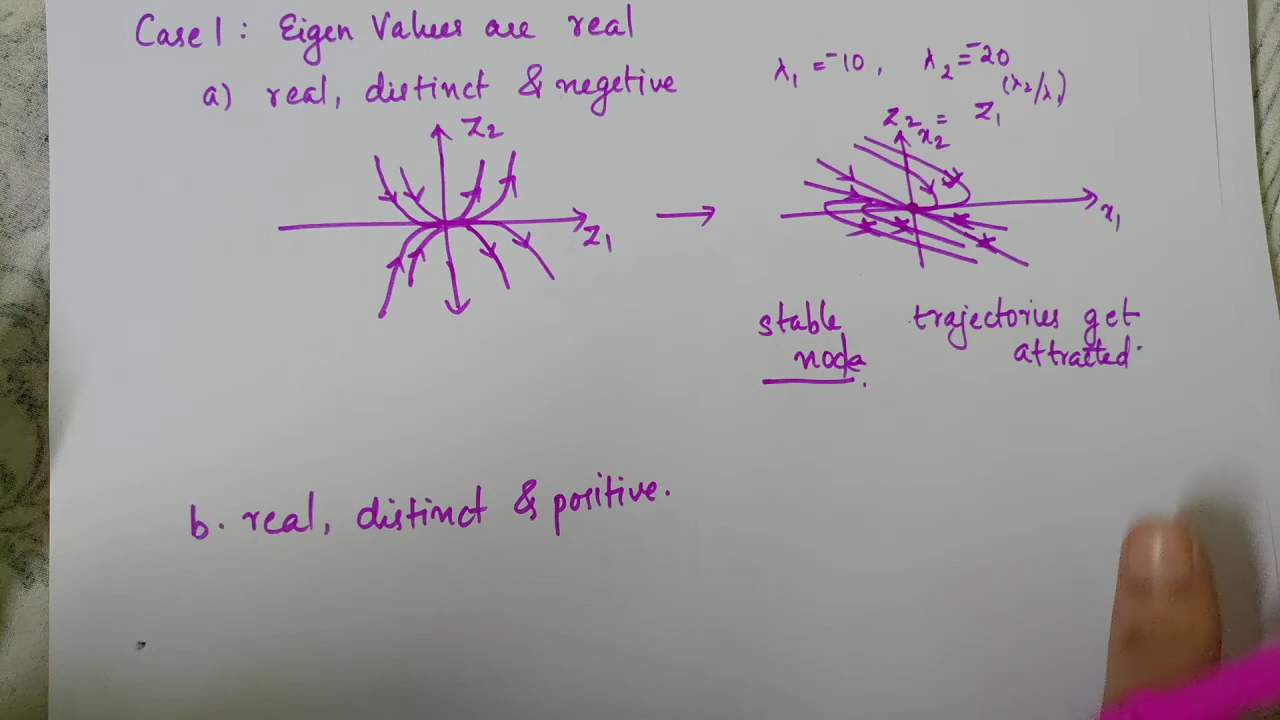 Case 1 : Eigen Values are real
a) real, distinct & negetive
λ₁ = -10, λ₂ = -20
Z₂ = Z₁^(λ₂/λ₁)
Z₂
Z₁
x₂
x₁
stable node.
trajectories get attracted.
b. real, distinct & positive.